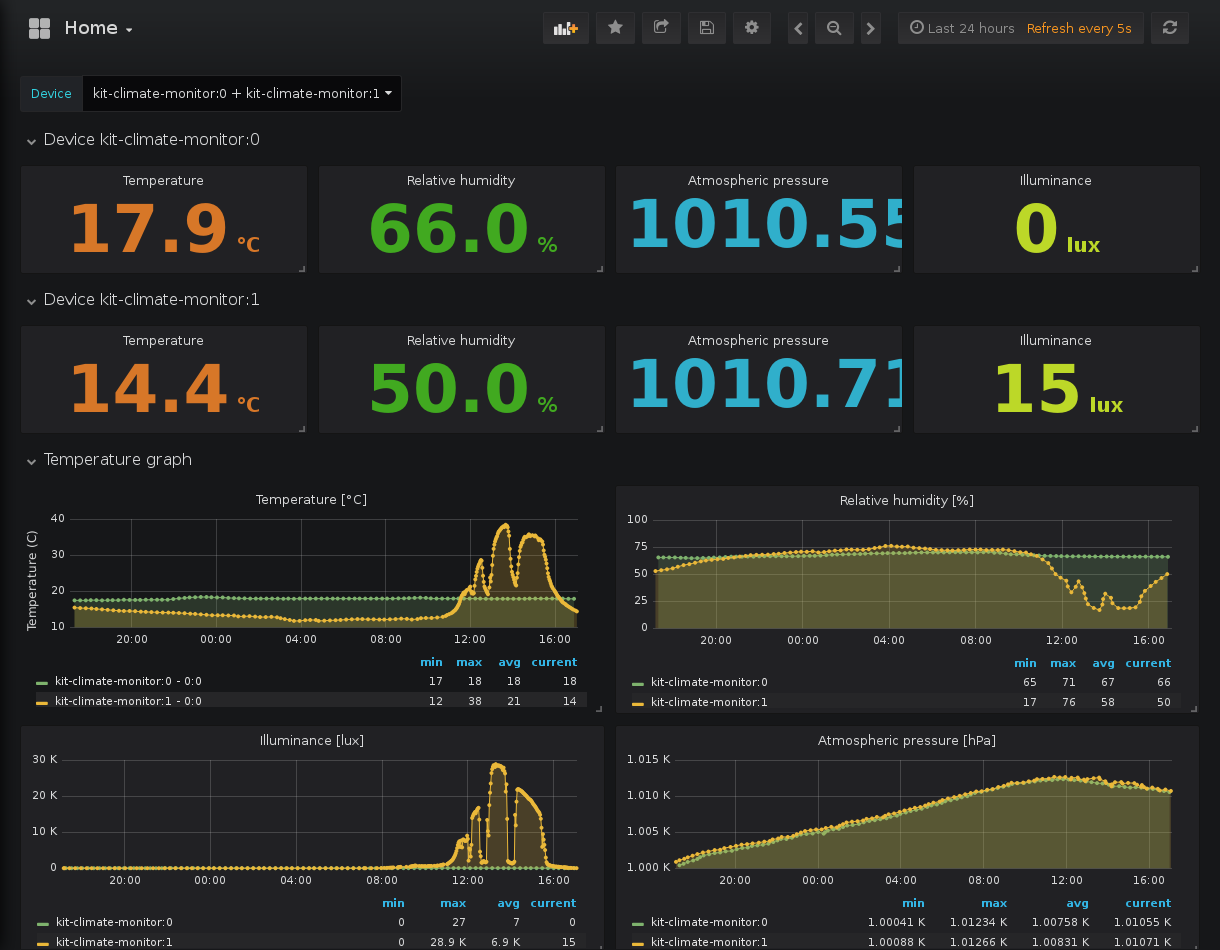 Home
Last 24 hours Refresh every 5s
Device kit-climate-monitor:0 + kit-climate-monitor:1
Device kit-climate-monitor:0
Temperature Relative humidity Atmospheric pressure Illuminance
17.9 °C 66.0 % 1010.55 0 lux
Device kit-climate-monitor:1
Temperature Relative humidity Atmospheric pressure Illuminance
14.4 °C 50.0 % 1010.71 15 lux
Temperature graph
Temperature [°C]
Temperature (C)
40
30
20
10
20:00 00:00 04:00 08:00 12:00 16:00
min max avg current
kit-climate-monitor:0 - 0:0 17 18 18 18
kit-climate-monitor:1 - 0:0 12 38 21 14
Relative humidity [%]
100
75
50
25
0
20:00 00:00 04:00 08:00 12:00 16:00
min max avg current
kit-climate-monitor:0 65 71 67 66
kit-climate-monitor:1 17 76 58 50
Illuminance [lux]
30 K
20 K
10 K
0
20:00 00:00 04:00 08:00 12:00 16:00
min max avg current
kit-climate-monitor:0 0 27 7 0
kit-climate-monitor:1 0 28.9 K 6.9 K 15
Atmospheric pressure [hPa]
1.015 K
1.010 K
1.005 K
1.000 K
20:00 00:00 04:00 08:00 12:00 16:00
min max avg current
kit-climate-monitor:0 1.00041 K 1.01234 K 1.00758 K 1.01055 K
kit-climate-monitor:1 1.00088 K 1.01266 K 1.00831 K 1.01071 K